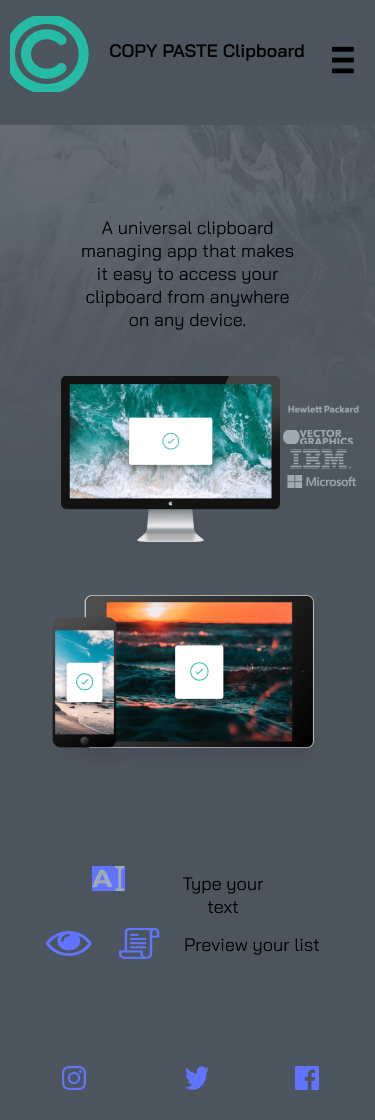 COPY PASTE Clipboard
A universal clipboard
managing app that makes
it easy to access your
clipboard from anywhere
on any device.
Hewlett Packard
VECTOR
GRAPHICS
IBM
Microsoft
AI
Type your
text
Preview your list